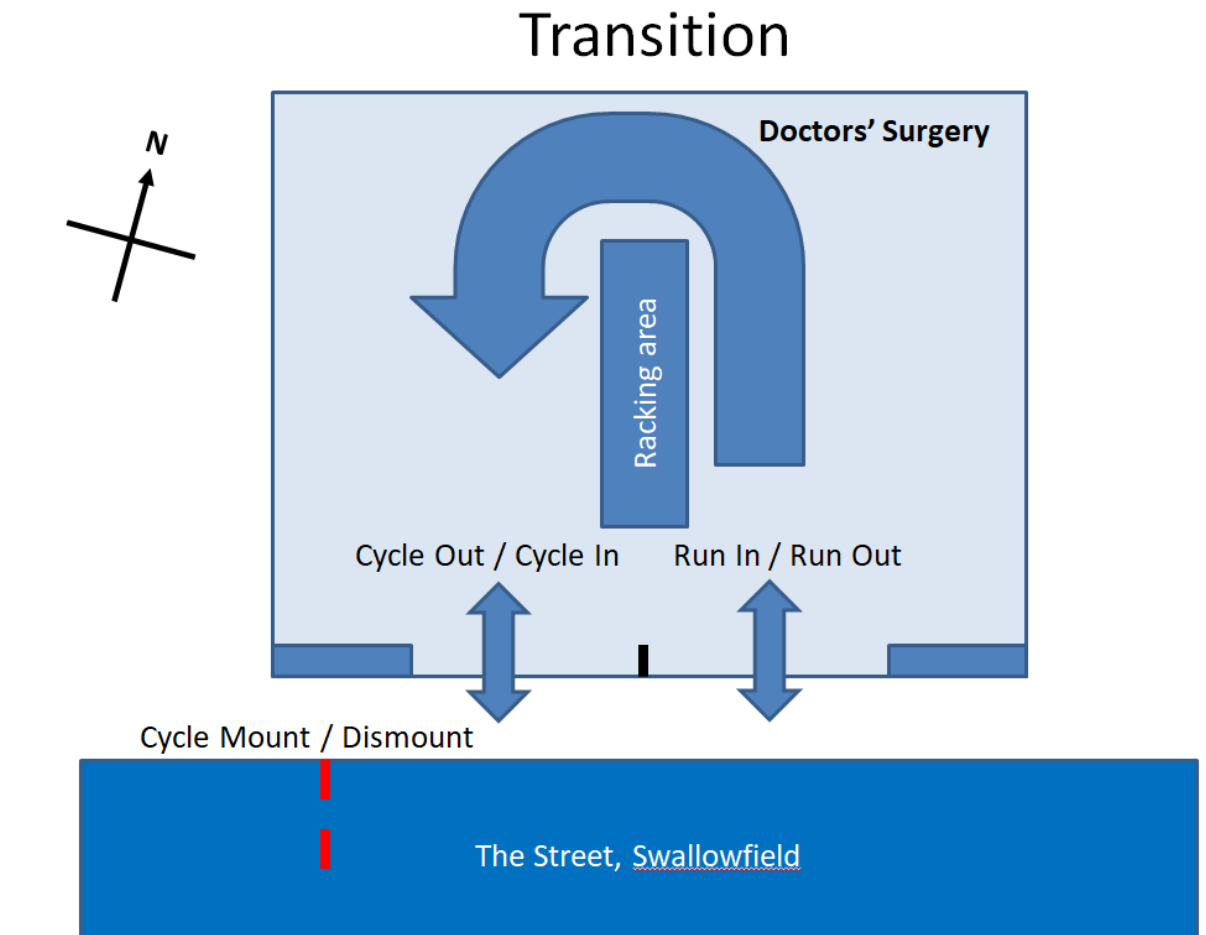 Transition
N
Doctors’ Surgery
Racking area
Cycle Out / Cycle In
Run In / Run Out
Cycle Mount / Dismount
The Street, Swallowfield